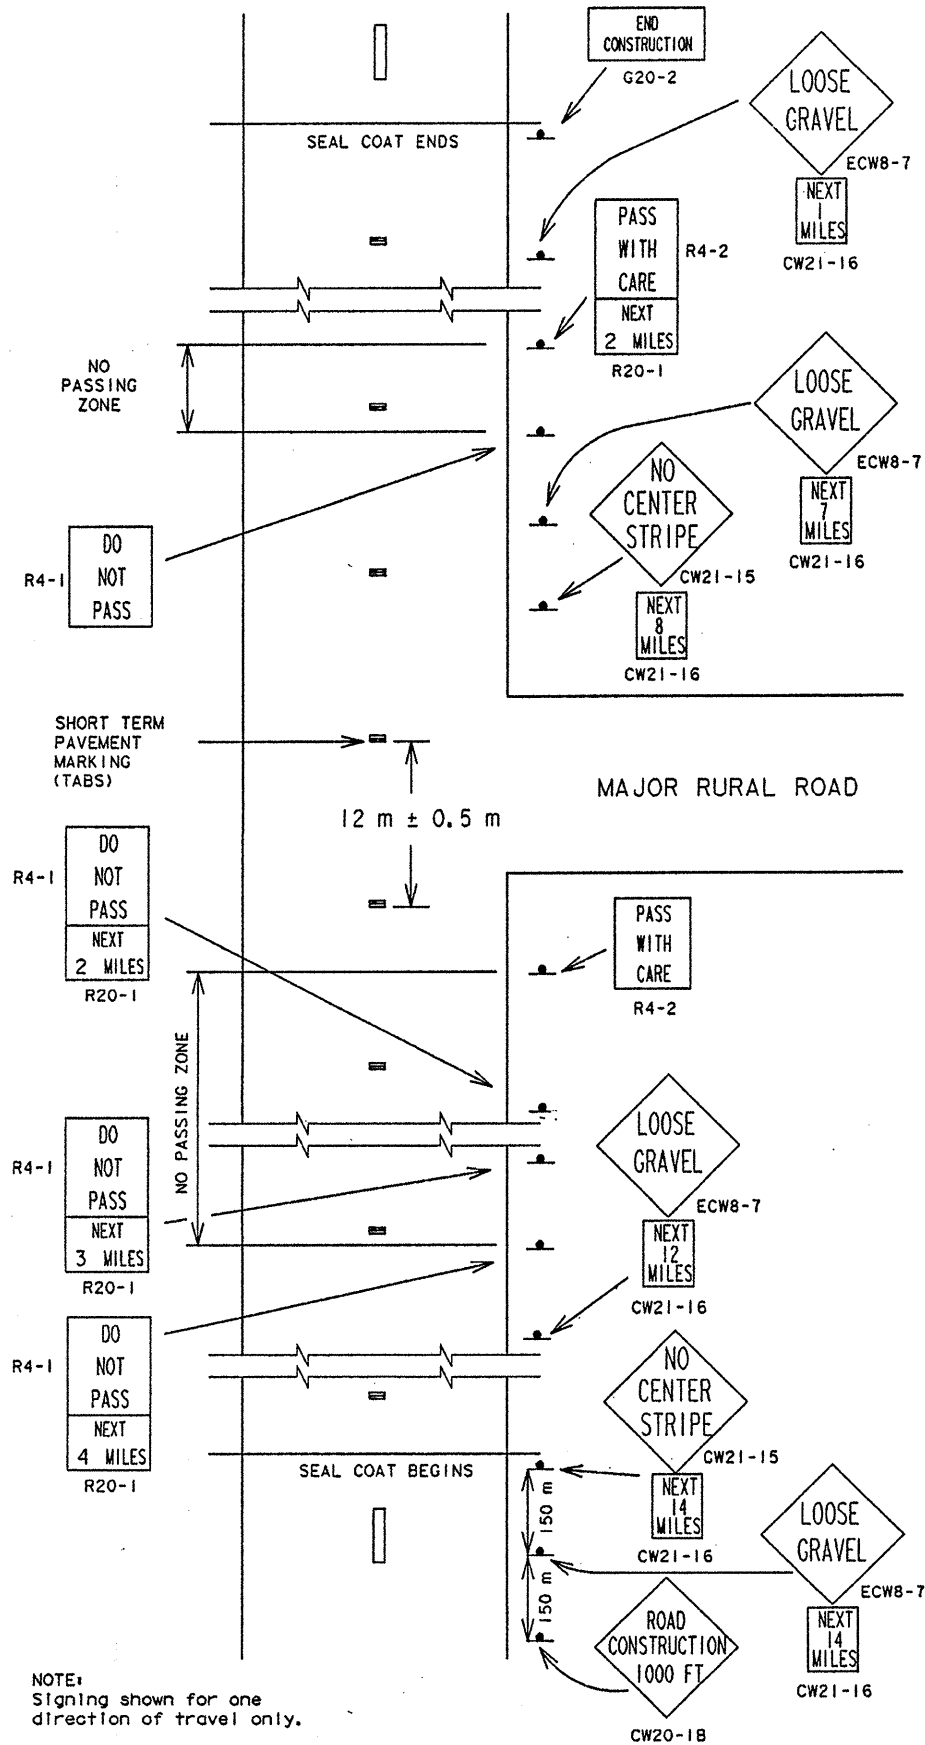 END
CONSTRUCTION
G20-2
LOOSE
GRAVEL
ECW8-7
NEXT
1
MILES
CW21-16
SEAL COAT ENDS
PASS
WITH
CARE
R4-2
NEXT
2 MILES
R20-1
NO
PASSING
ZONE
LOOSE
GRAVEL
ECW8-7
NEXT
7
MILES
CW21-16
NO
CENTER
STRIPE
CW21-15
NEXT
8
MILES
CW21-16
R4-1
DO
NOT
PASS
SHORT TERM
PAVEMENT
MARKING
(TABS)
12 m ± 0.5 m
MAJOR RURAL ROAD
R4-1
DO
NOT
PASS
NEXT
2 MILES
R20-1
PASS
WITH
CARE
R4-2
NO PASSING ZONE
LOOSE
GRAVEL
ECW8-7
NEXT
12
MILES
CW21-16
R4-1
DO
NOT
PASS
NEXT
3 MILES
R20-1
R4-1
DO
NOT
PASS
NEXT
4 MILES
R20-1
NO
CENTER
STRIPE
CW21-15
NEXT
14
MILES
CW21-16
SEAL COAT BEGINS
150 m
150 m
LOOSE
GRAVEL
ECW8-7
NEXT
14
MILES
CW21-16
ROAD
CONSTRUCTION
1000 FT
CW20-1B
NOTE:
Signing shown for one
direction of travel only.